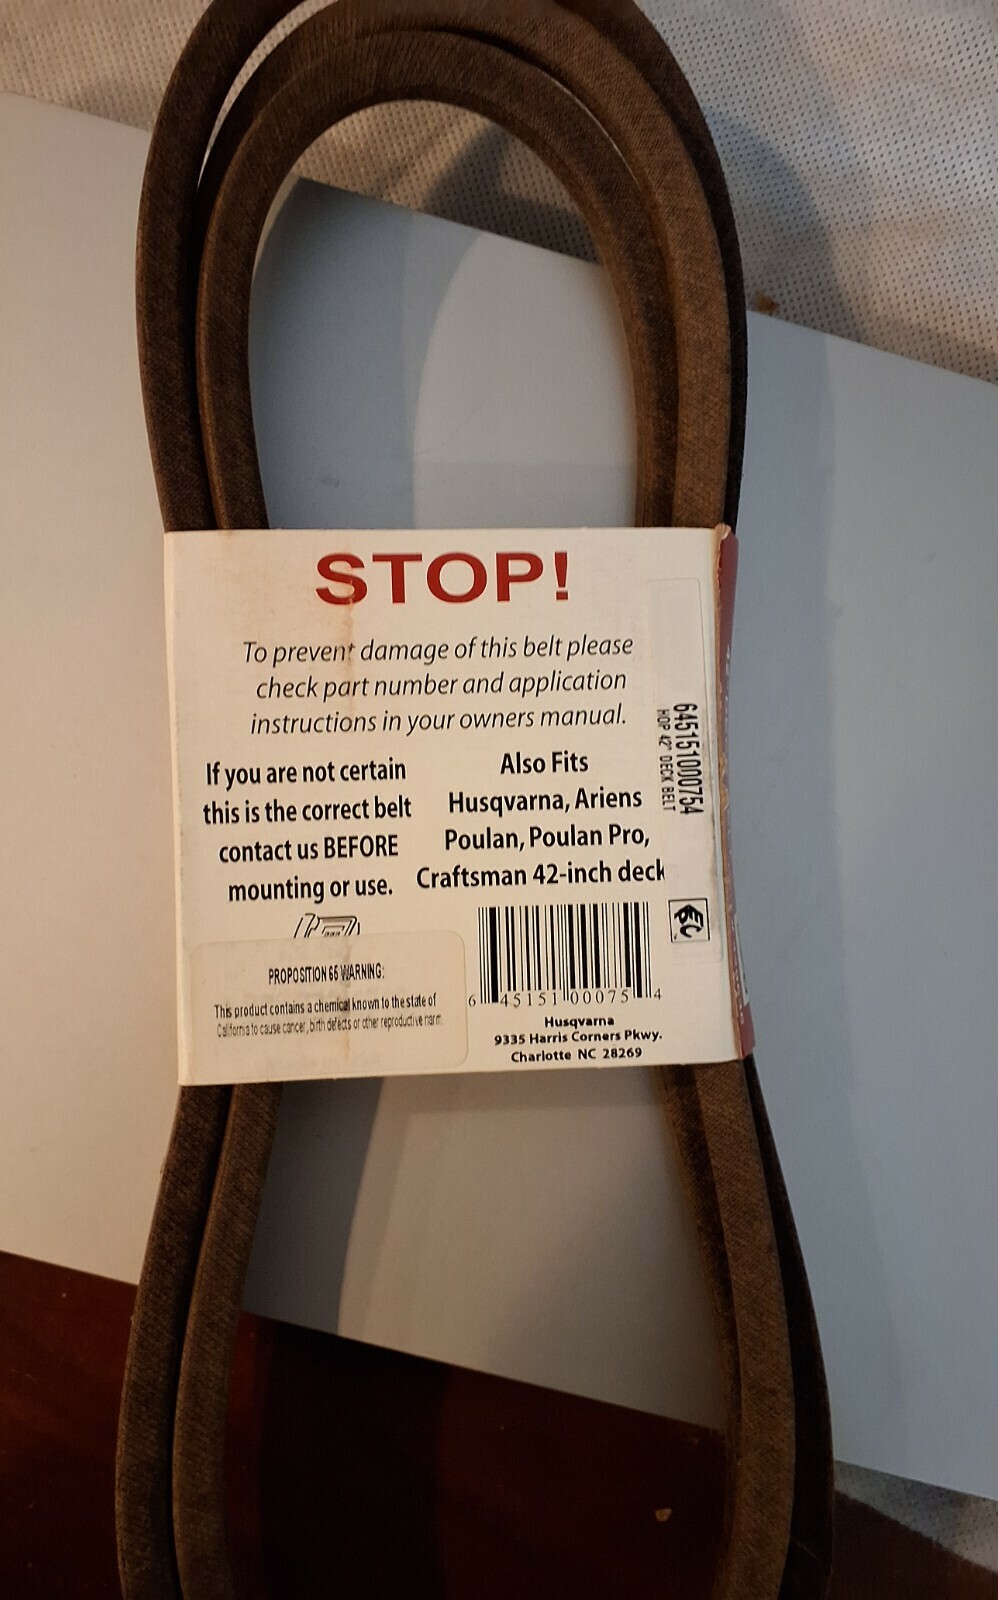 STOP!
To prevent damage of this belt please
check part number and application
instructions in your owners manual.
If you are not certain
this is the correct belt
contact us BEFORE
mounting or use.
Also Fits
Husqvarna, Ariens
Poulan, Poulan Pro,
Craftsman 42-inch deck
645151000754
HOP 42" DECK BELT
PROPOSITION 65 WARNING:
This product contains a chemical known to the state of
California to cause cancer, birth defects or other reproductive harm.
6 45151 00075 4
Husqvarna
9335 Harris Corners Pkwy.
Charlotte NC 28269